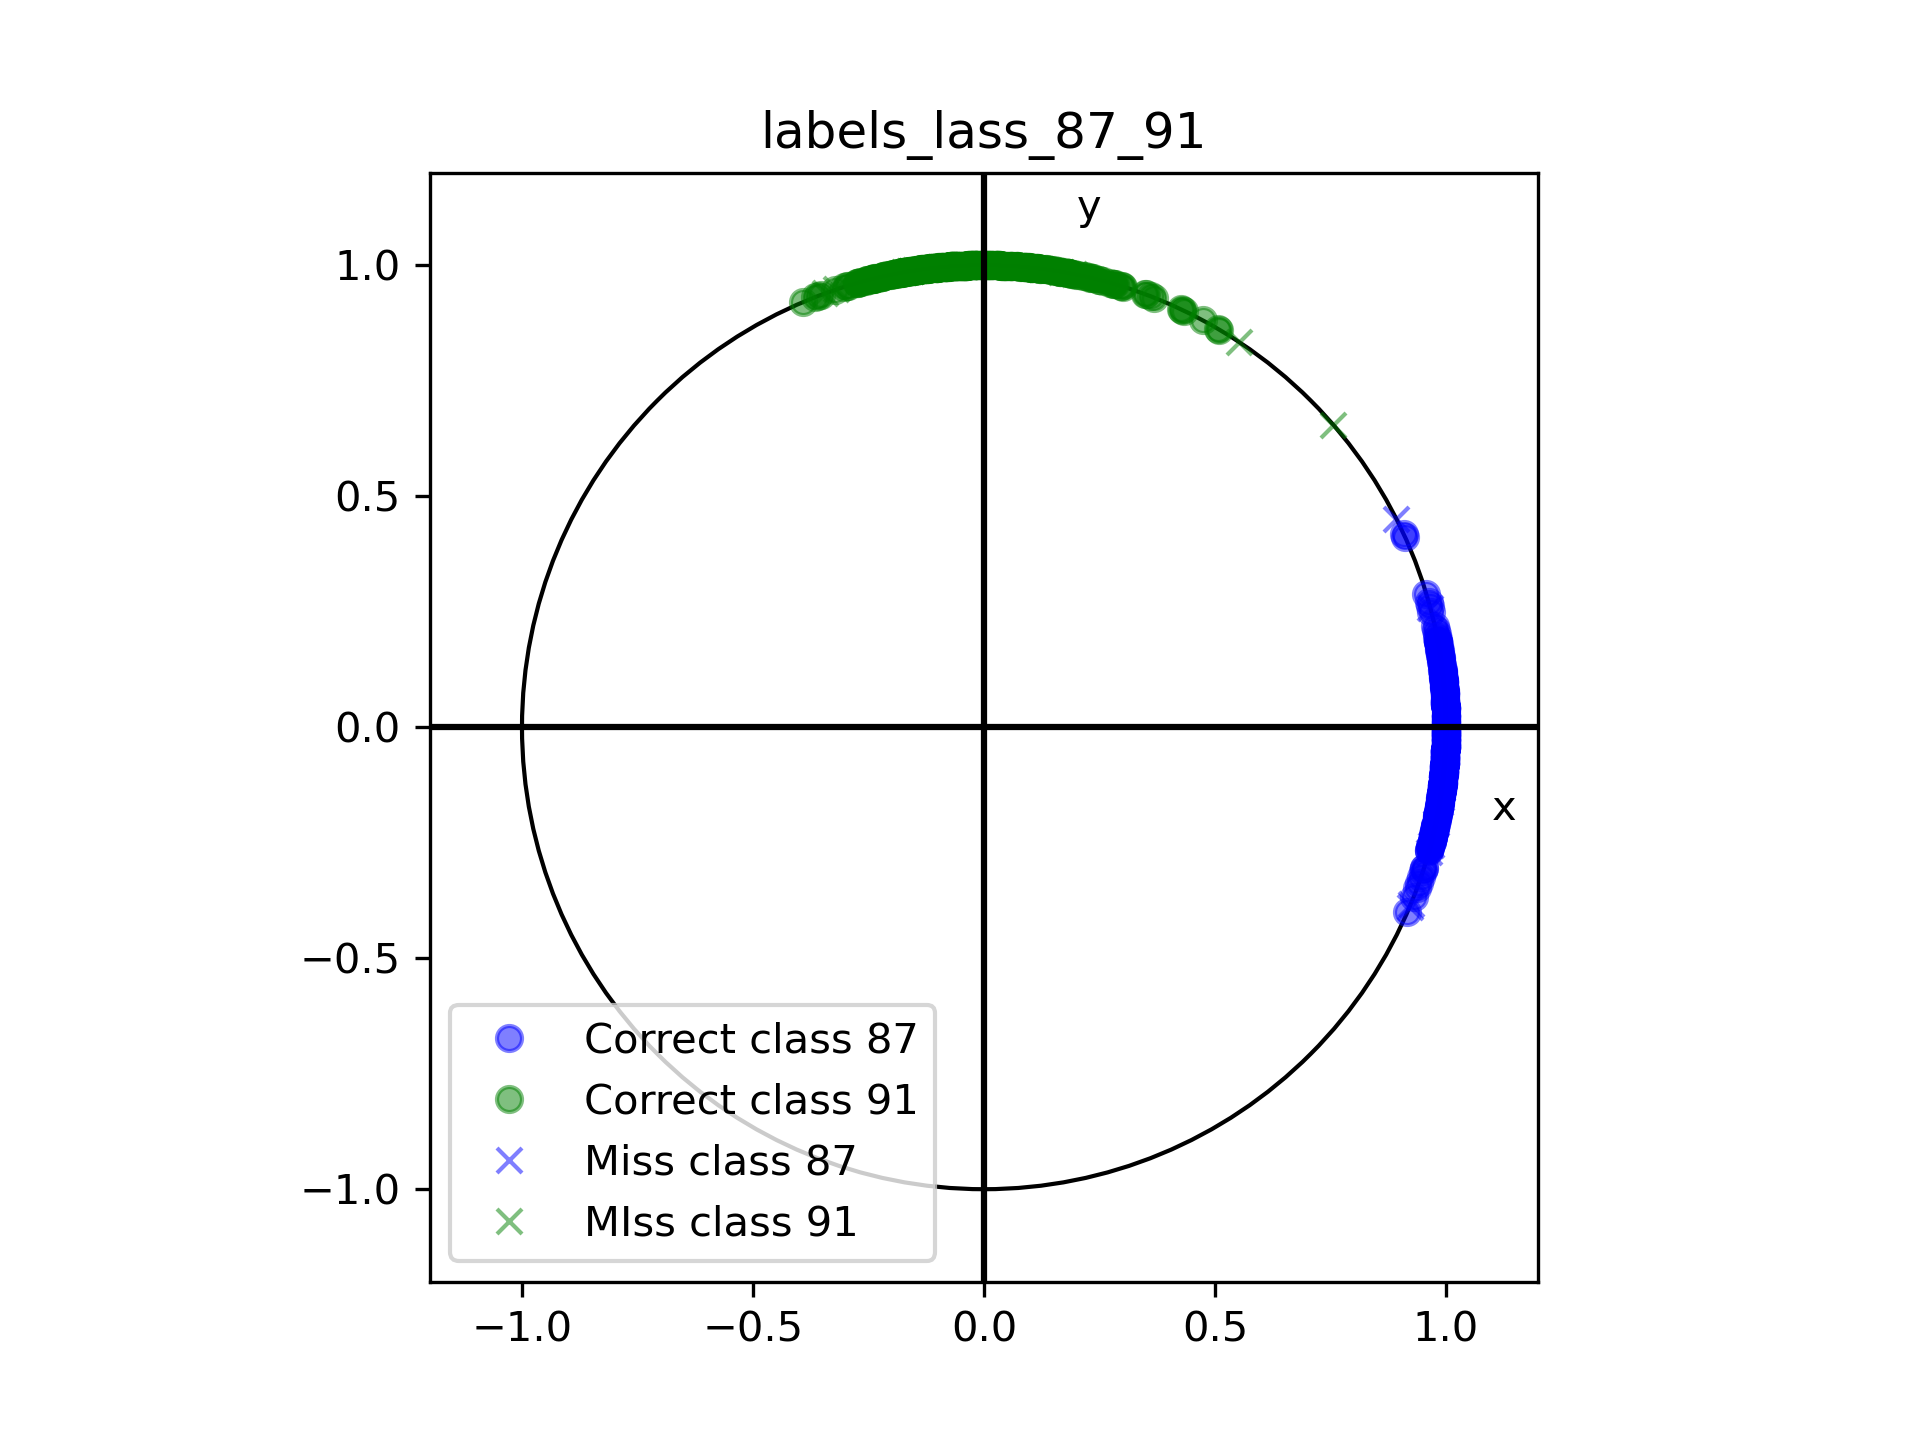 labels_lass_87_91
y
1.0
0.5
0.0
x
−0.5
−1.0
Correct class 87
Correct class 91
Miss class 87
MIss class 91
−1.0 −0.5 0.0 0.5 1.0